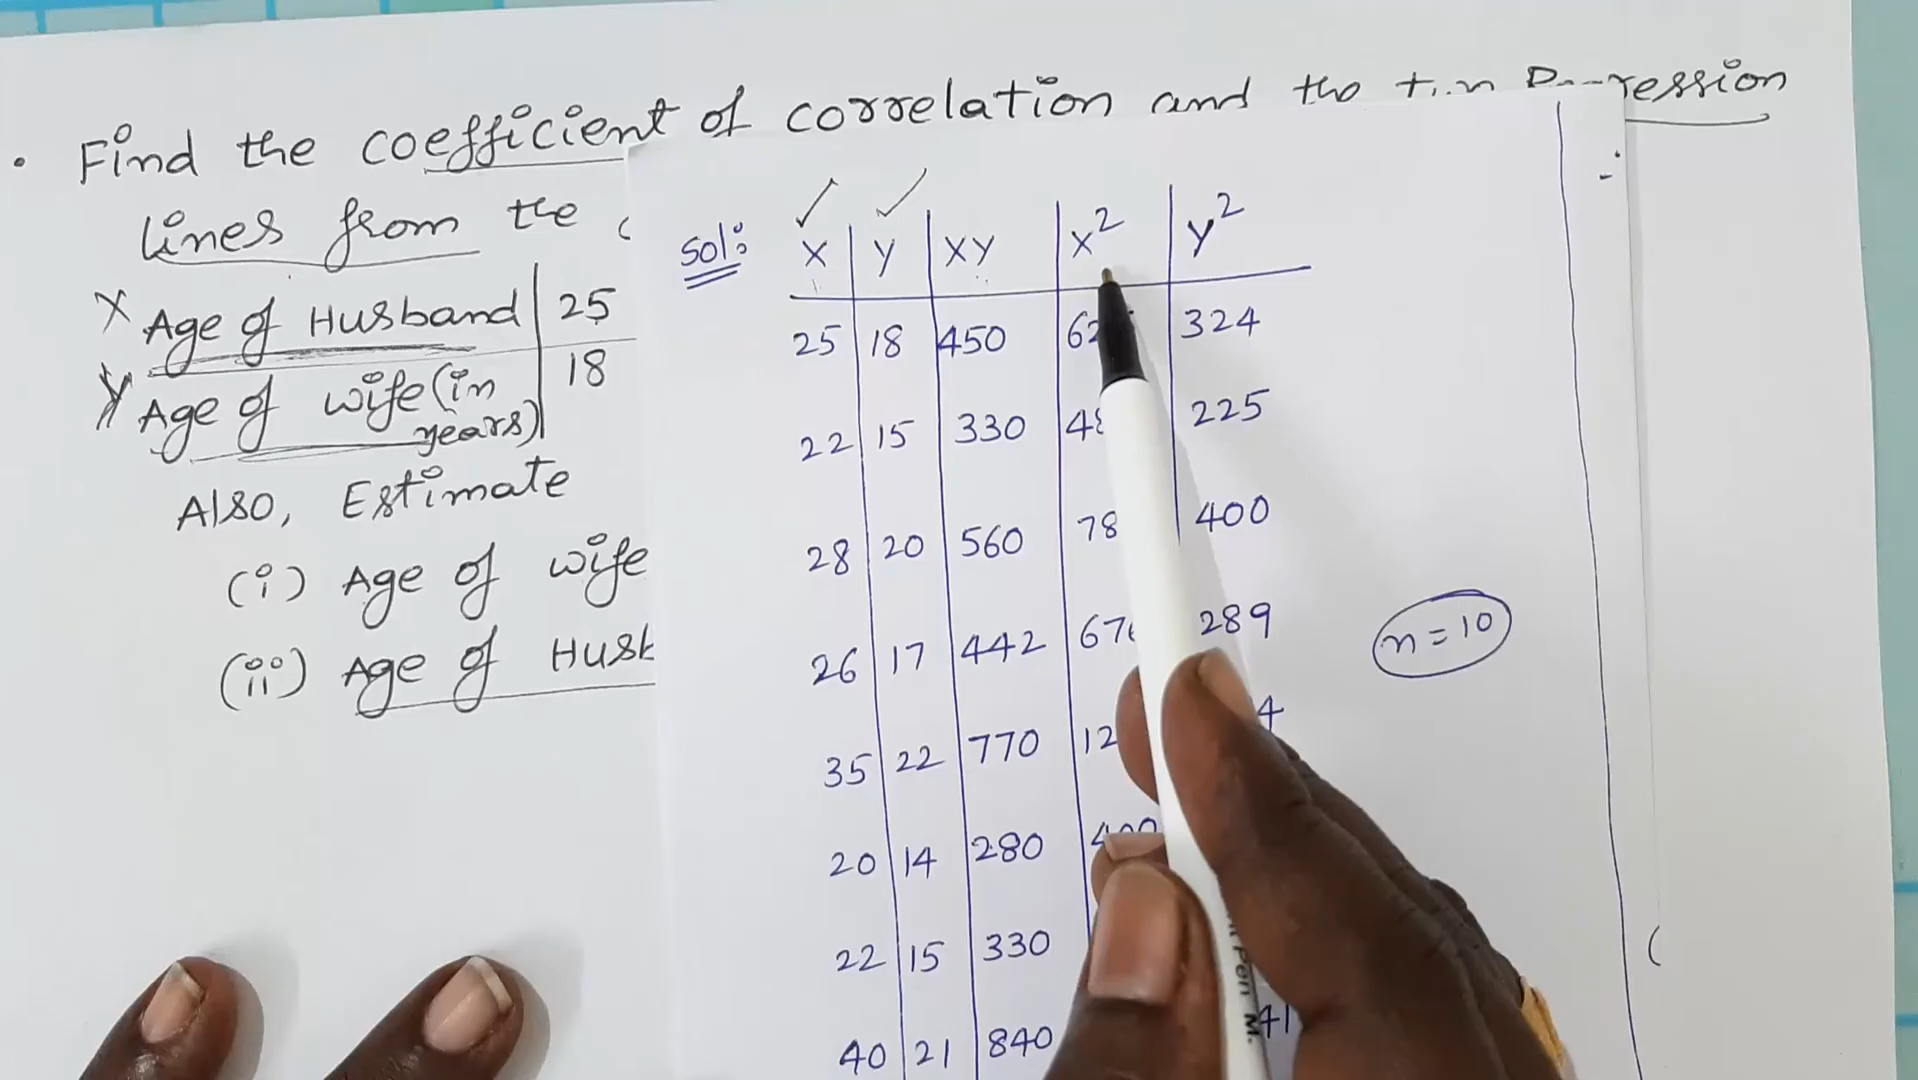 . Find the coefficient of correlation and the
lines from the
X Age of Husband 25
Y Age of wife (in years) 18
Also, Estimate
(i) Age of wife
(ii) Age of
Sol:
X Y XY X² Y²
25 18 450 324
22 15 330 225
28 20 560 400
26 17 442 289
35 22 770
20 14 280
22 15 330
40 21 840
n = 10